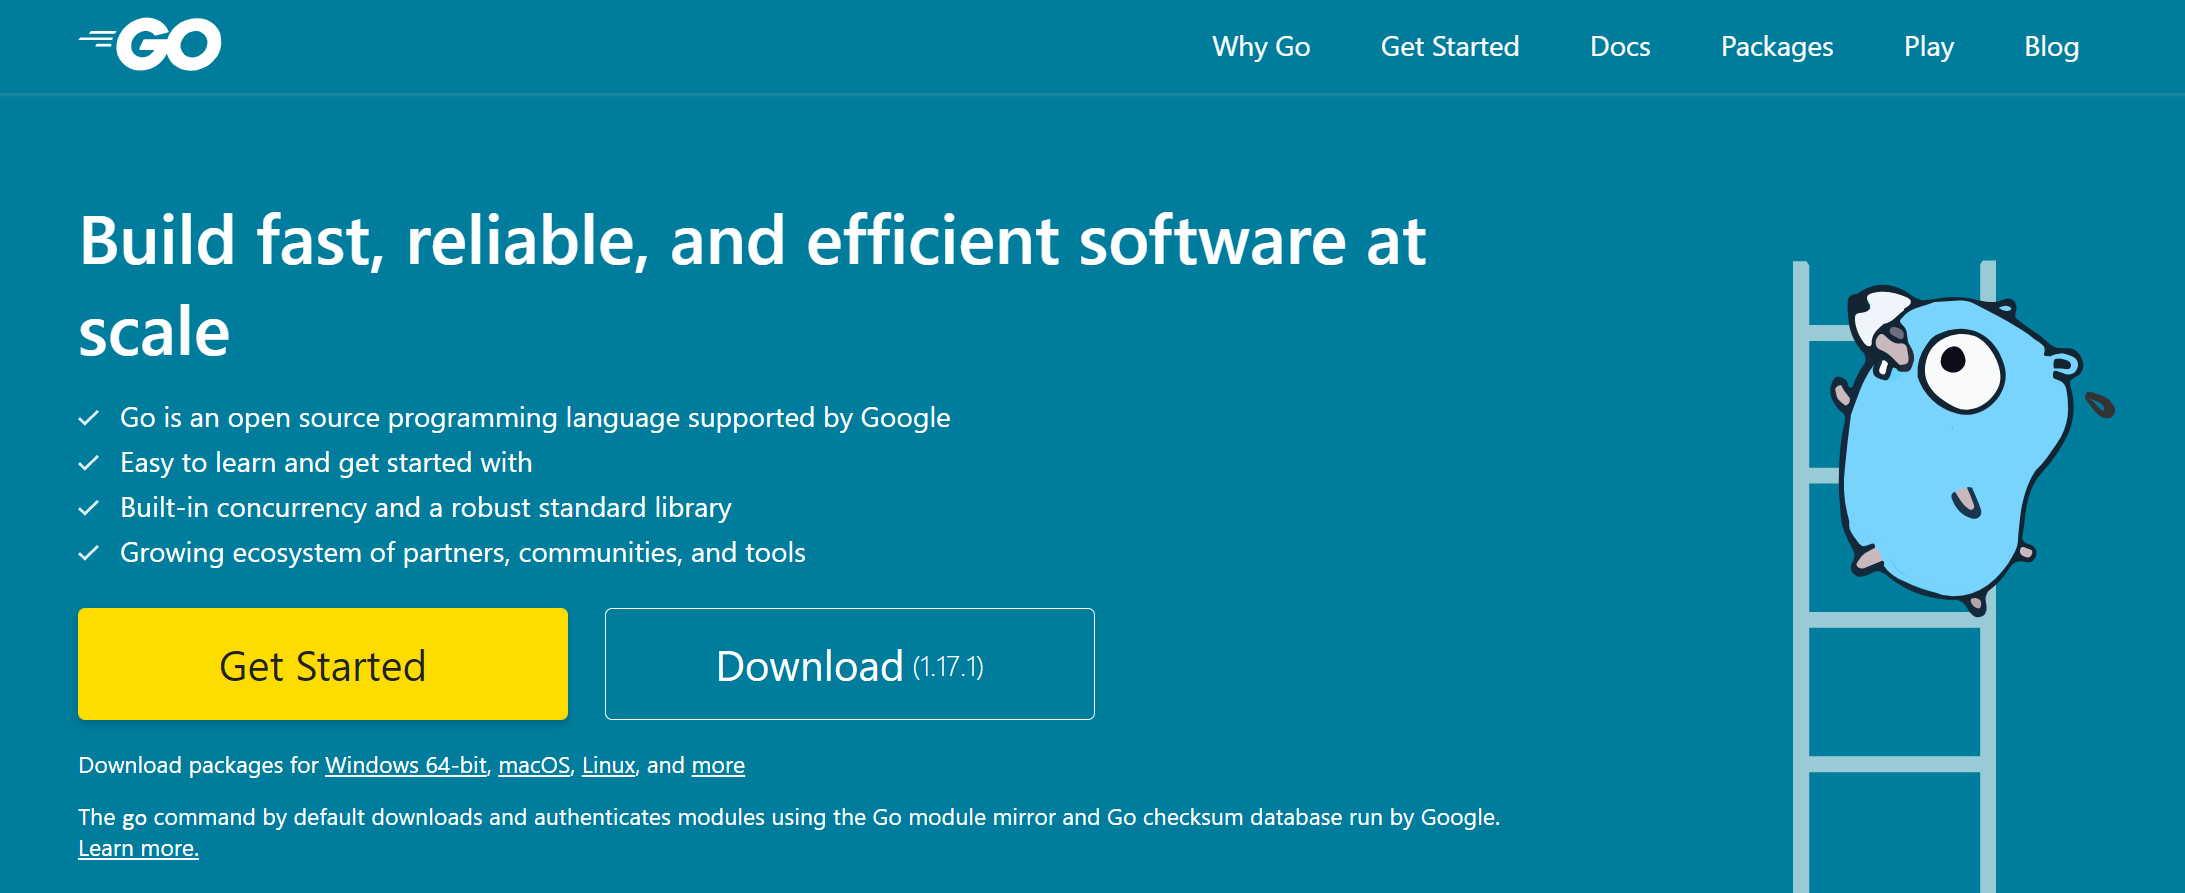 GO
Why Go
Get Started
Docs
Packages
Play
Blog
Build fast, reliable, and efficient software at
scale
Go is an open source programming language supported by Google
Easy to learn and get started with
Built-in concurrency and a robust standard library
Growing ecosystem of partners, communities, and tools
Get Started
Download (1.17.1)
Download packages for Windows 64-bit, macOS, Linux, and more
The go command by default downloads and authenticates modules using the Go module mirror and Go checksum database run by Google.
Learn more.